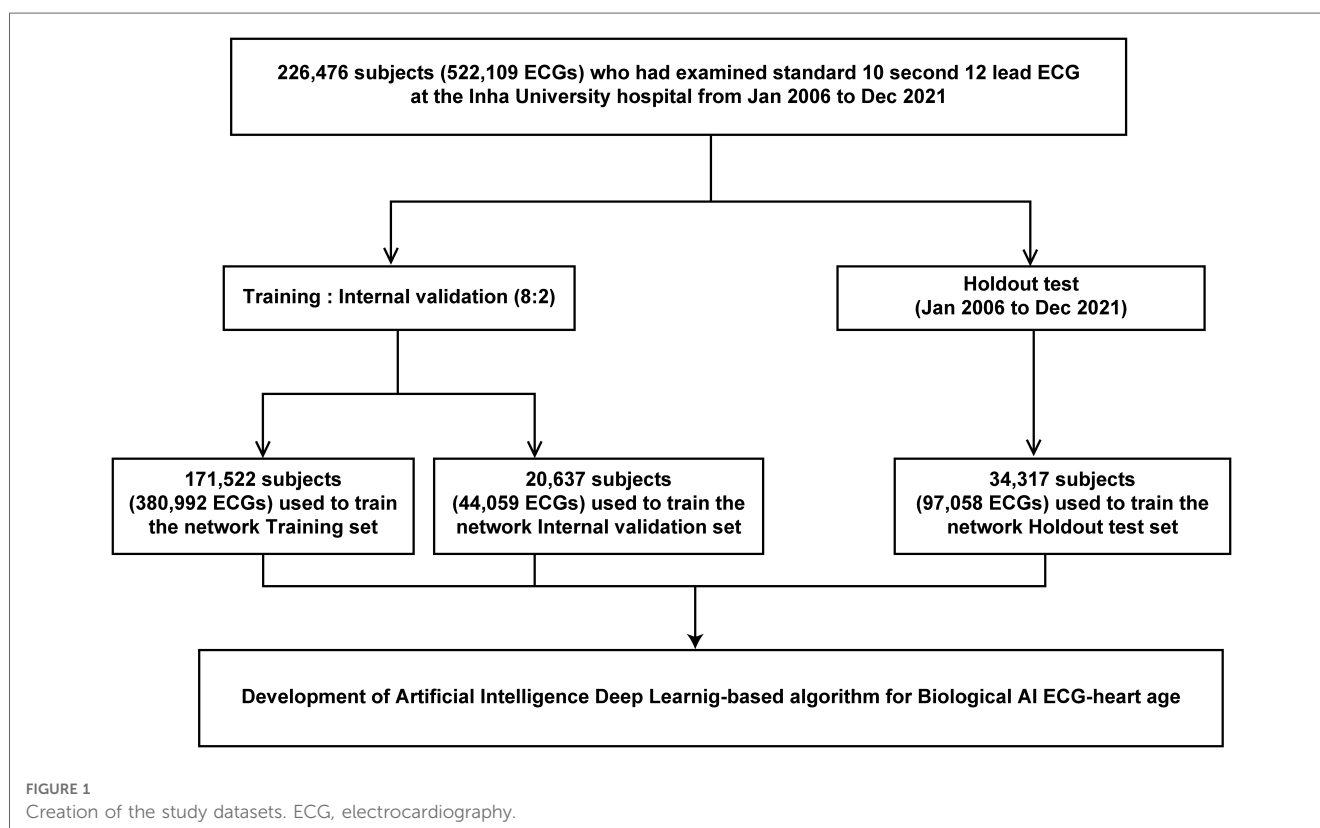 226,476 subjects (522,109 ECGs) who had examined standard 10 second 12 lead ECG
at the Inha University hospital from Jan 2006 to Dec 2021
Training : Internal validation (8:2)
Holdout test
(Jan 2006 to Dec 2021)
171,522 subjects
(380,992 ECGs) used to train
the network Training set
20,637 subjects
(44,059 ECGs) used to train the
network Internal validation set
34,317 subjects
(97,058 ECGs) used to train the
network Holdout test set
Development of Artificial Intelligence Deep Learnig-based algorithm for Biological AI ECG-heart age
FIGURE 1
Creation of the study datasets. ECG, electrocardiography.